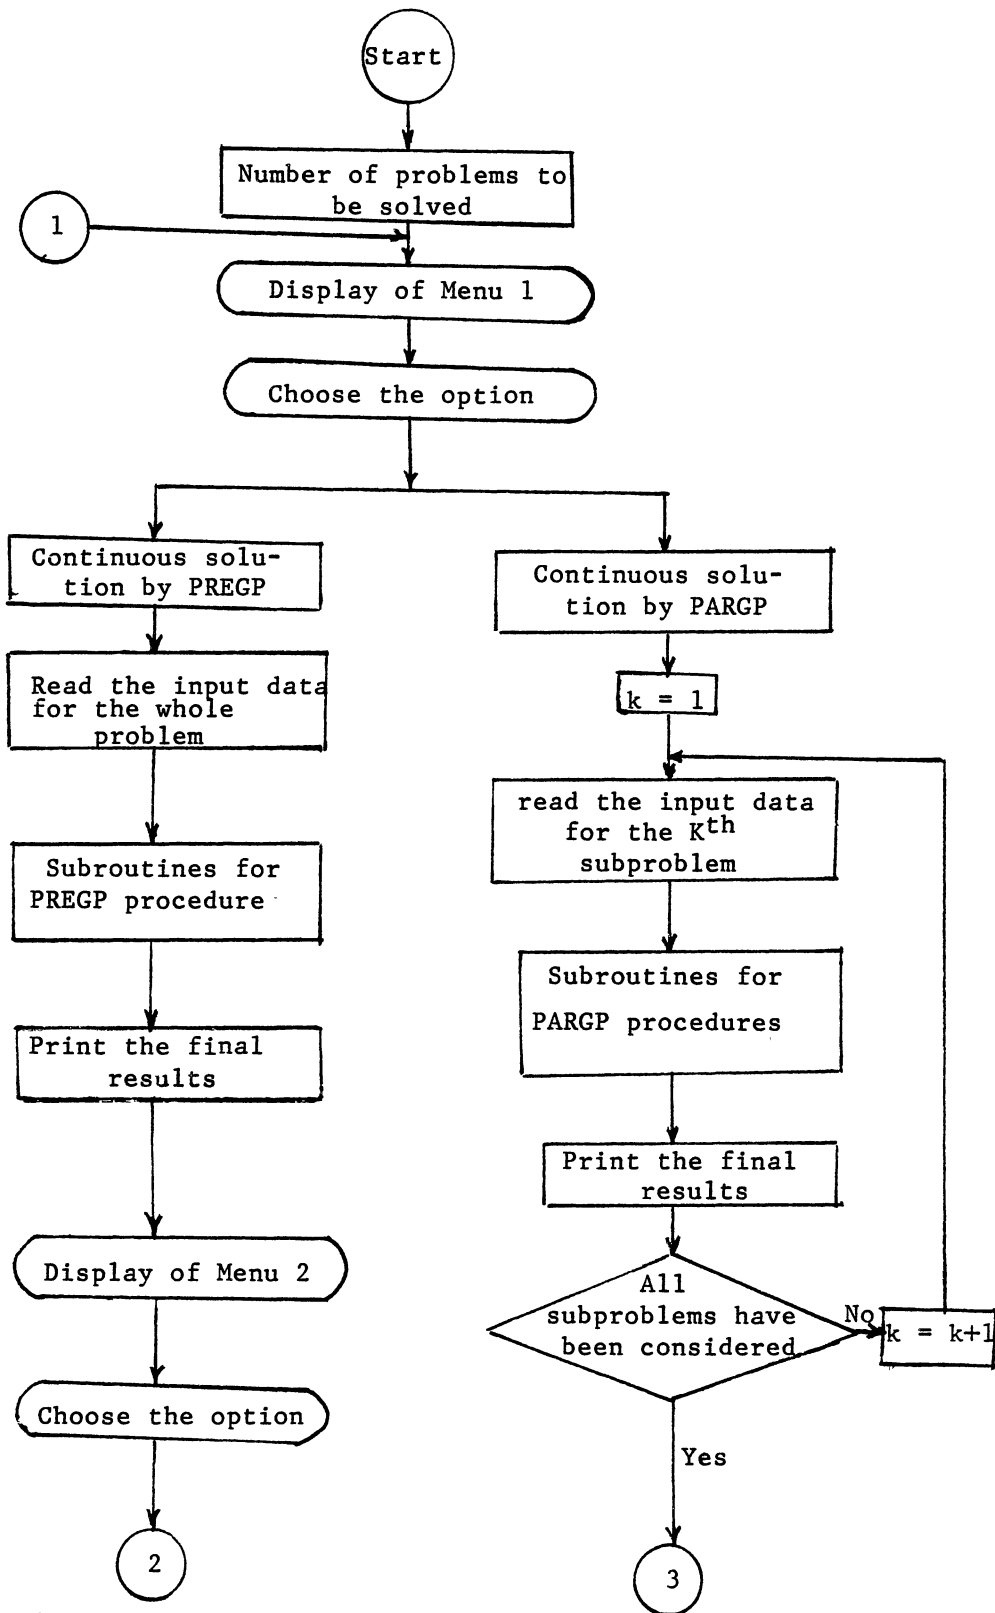 Start
Number of problems to
be solved
1
Display of Menu 1
Choose the option
Continuous solu-
tion by PREGP
Read the input data
for the whole
problem
Subroutines for
PREGP procedure
Print the final
results
Display of Menu 2
Choose the option
2
Continuous solu-
tion by PARGP
k = 1
read the input data
for the Kth
subproblem
Subroutines for
PARGP procedures
Print the final
results
All
subproblems have
been considered
No
k = k+1
Yes
3